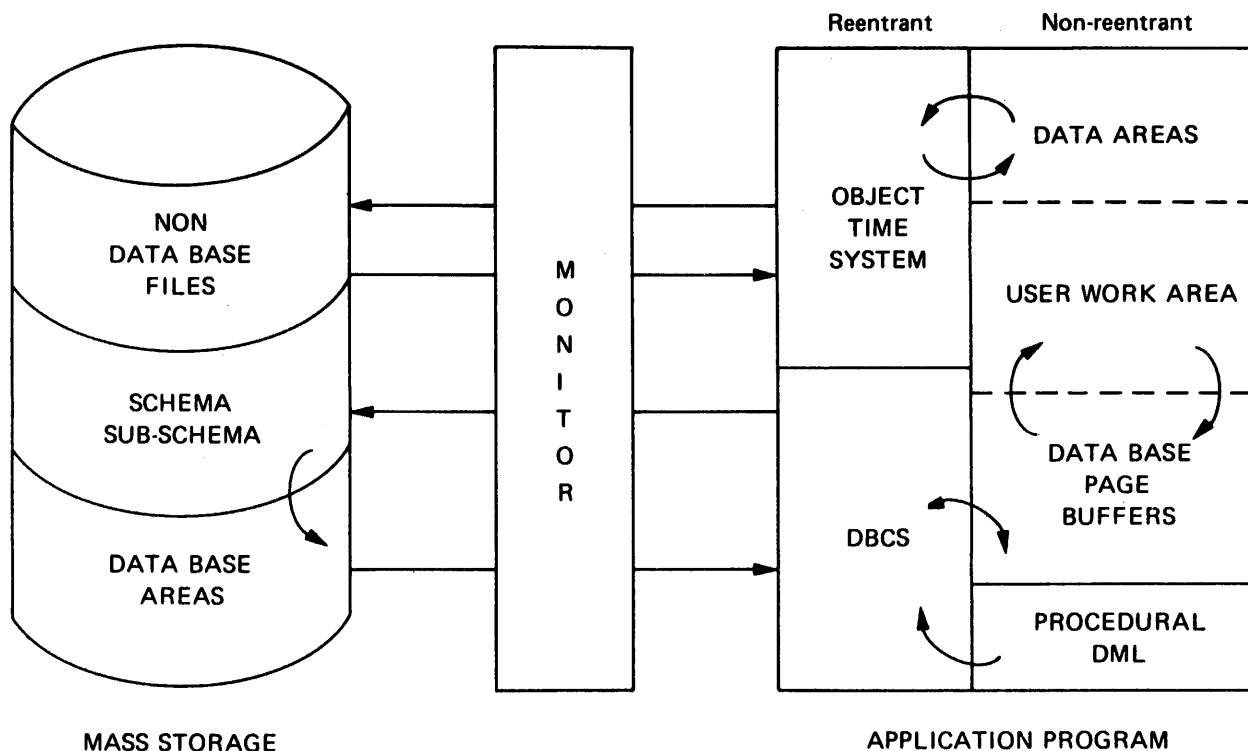 Reentrant
Non-reentrant
NON
DATA BASE
FILES
SCHEMA
SUB-SCHEMA
DATA BASE
AREAS
MASS STORAGE
MONITOR
OBJECT
TIME
SYSTEM
DBCS
DATA AREAS
USER WORK AREA
DATA BASE
PAGE
BUFFERS
PROCEDURAL
DML
APPLICATION PROGRAM